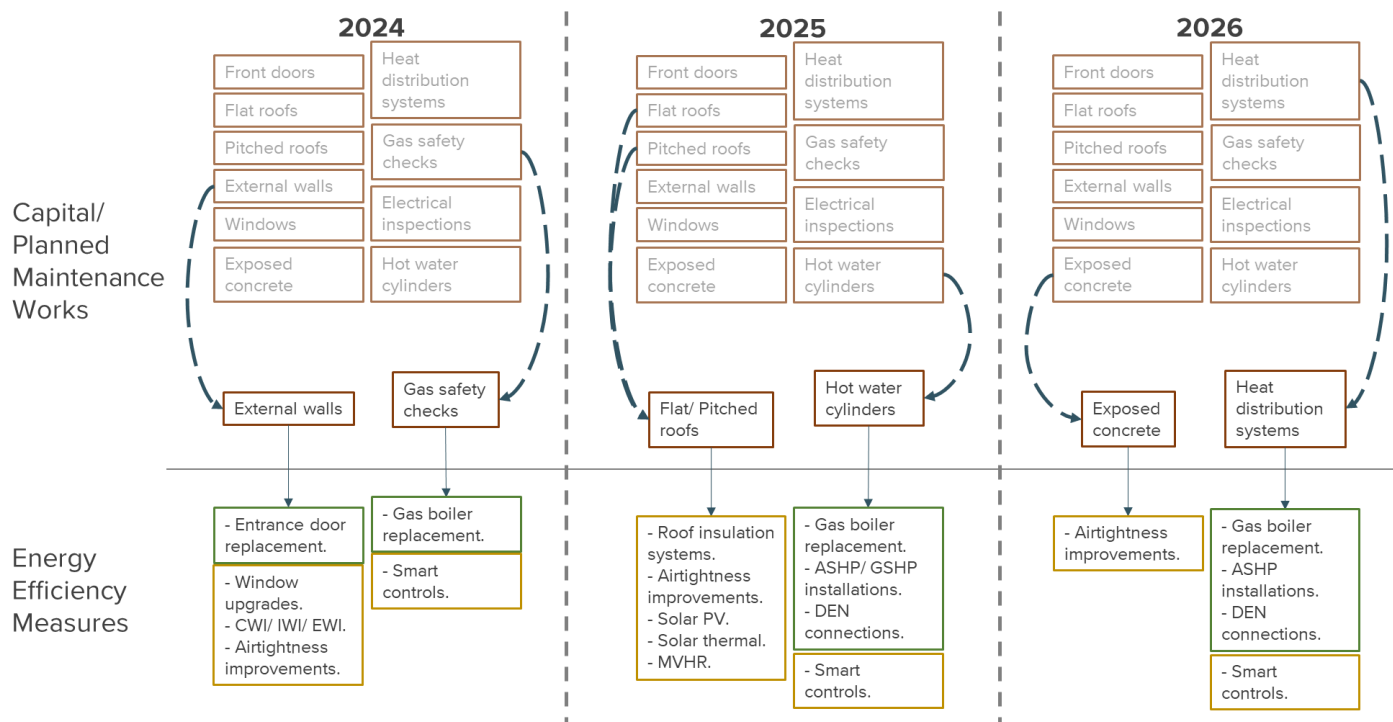 2024
2025
2026
Capital/
Planned
Maintenance
Works
Front doors
Flat roofs
Pitched roofs
External walls
Windows
Exposed
concrete
Heat
distribution
systems
Gas safety
checks
Electrical
inspections
Hot water
cylinders
External walls
Gas safety
checks
Front doors
Flat roofs
Pitched roofs
External walls
Windows
Exposed
concrete
Heat
distribution
systems
Gas safety
checks
Electrical
inspections
Hot water
cylinders
Flat/ Pitched
roofs
Hot water
cylinders
Front doors
Flat roofs
Pitched roofs
External walls
Windows
Exposed
concrete
Heat
distribution
systems
Gas safety
checks
Electrical
inspections
Hot water
cylinders
Exposed
concrete
Heat
distribution
systems
Energy
Efficiency
Measures
- Entrance door
replacement.
- Window
upgrades.
- CWI/ IWI/ EWI.
- Airtightness
improvements.
- Gas boiler
replacement.
- Smart
controls.
- Roof insulation
systems.
- Airtightness
improvements.
- Solar PV.
- Solar thermal.
- MVHR.
- Gas boiler
replacement.
- ASHP/ GSHP
installations.
- DEN
connections.
- Smart
controls.
- Airtightness
improvements.
- Gas boiler
replacement.
- ASHP
installations.
- DEN
connections.
- Smart
controls.